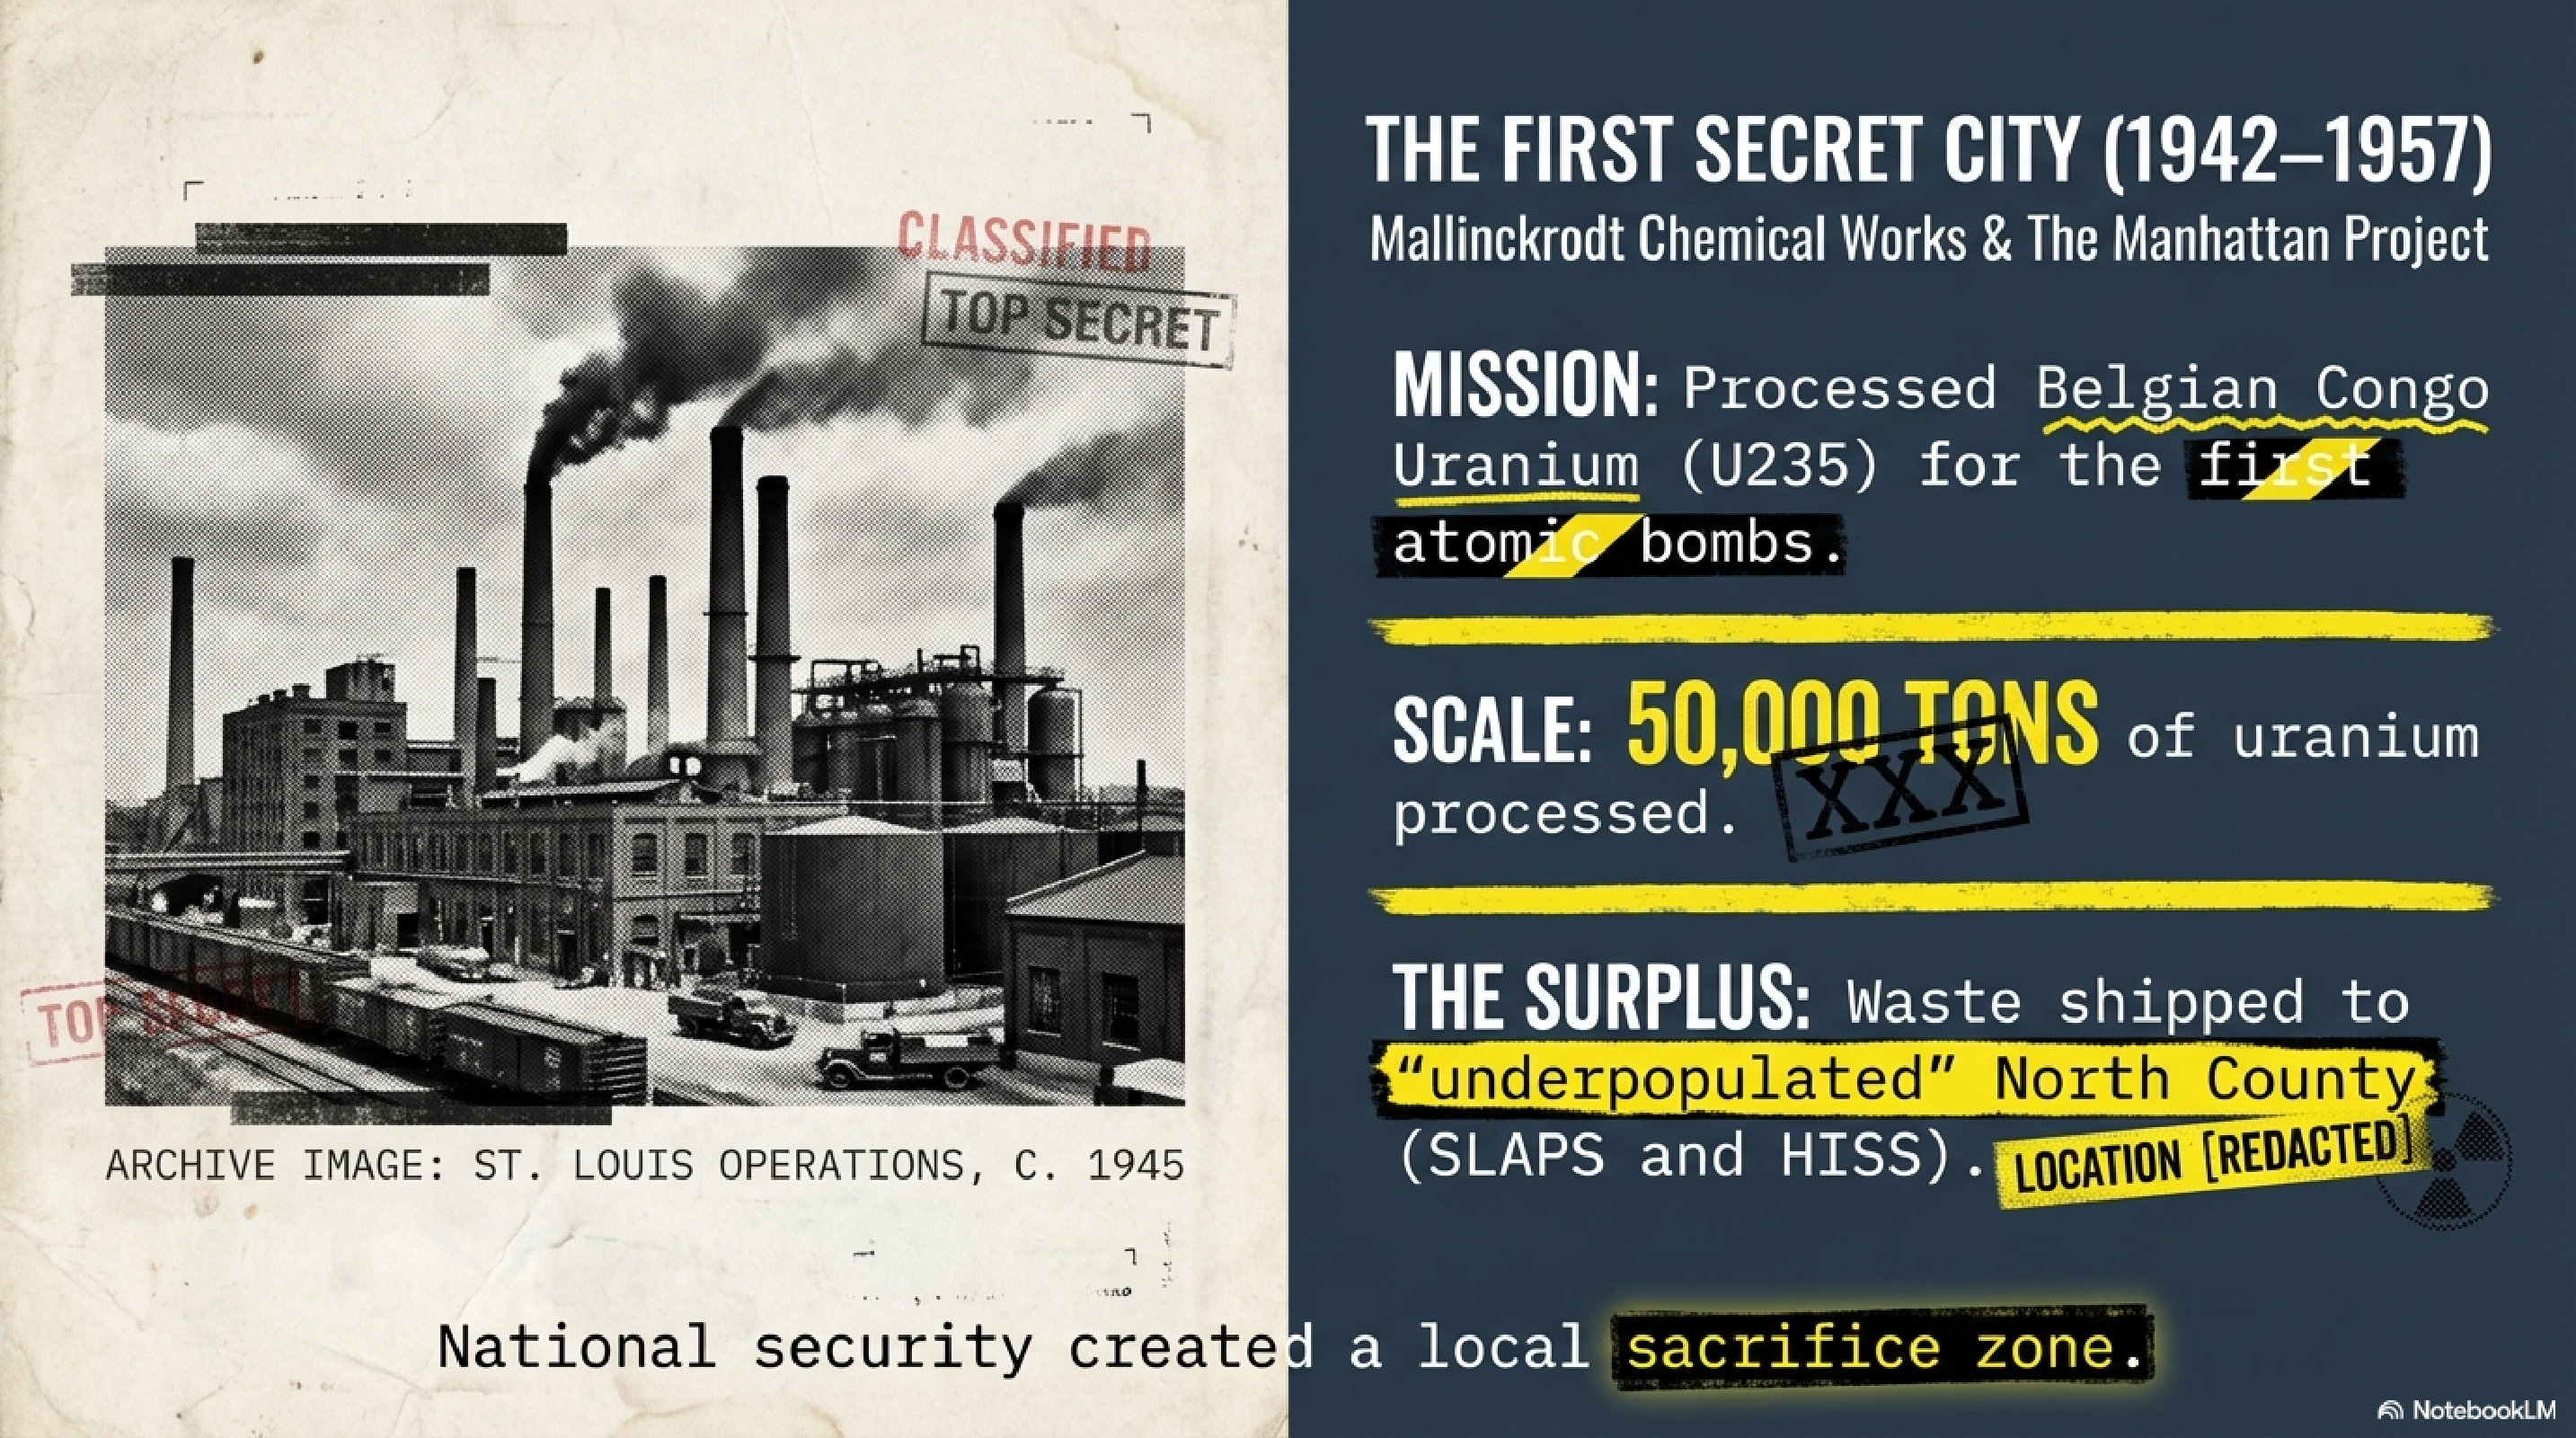 CLASSIFIED
TOP SECRET
TOP SECRET
ARCHIVE IMAGE: ST. LOUIS OPERATIONS, C. 1945
THE FIRST SECRET CITY (1942–1957)
Mallinckrodt Chemical Works & The Manhattan Project
MISSION: Processed Belgian Congo
Uranium (U235) for the first
atomic bombs.
SCALE: 50,000 TONS of uranium
processed.
XXX
THE SURPLUS: Waste shipped to
“underpopulated” North County
(SLAPS and HISS).
LOCATION [REDACTED]
National security created a local sacrifice zone.
NotebookLM